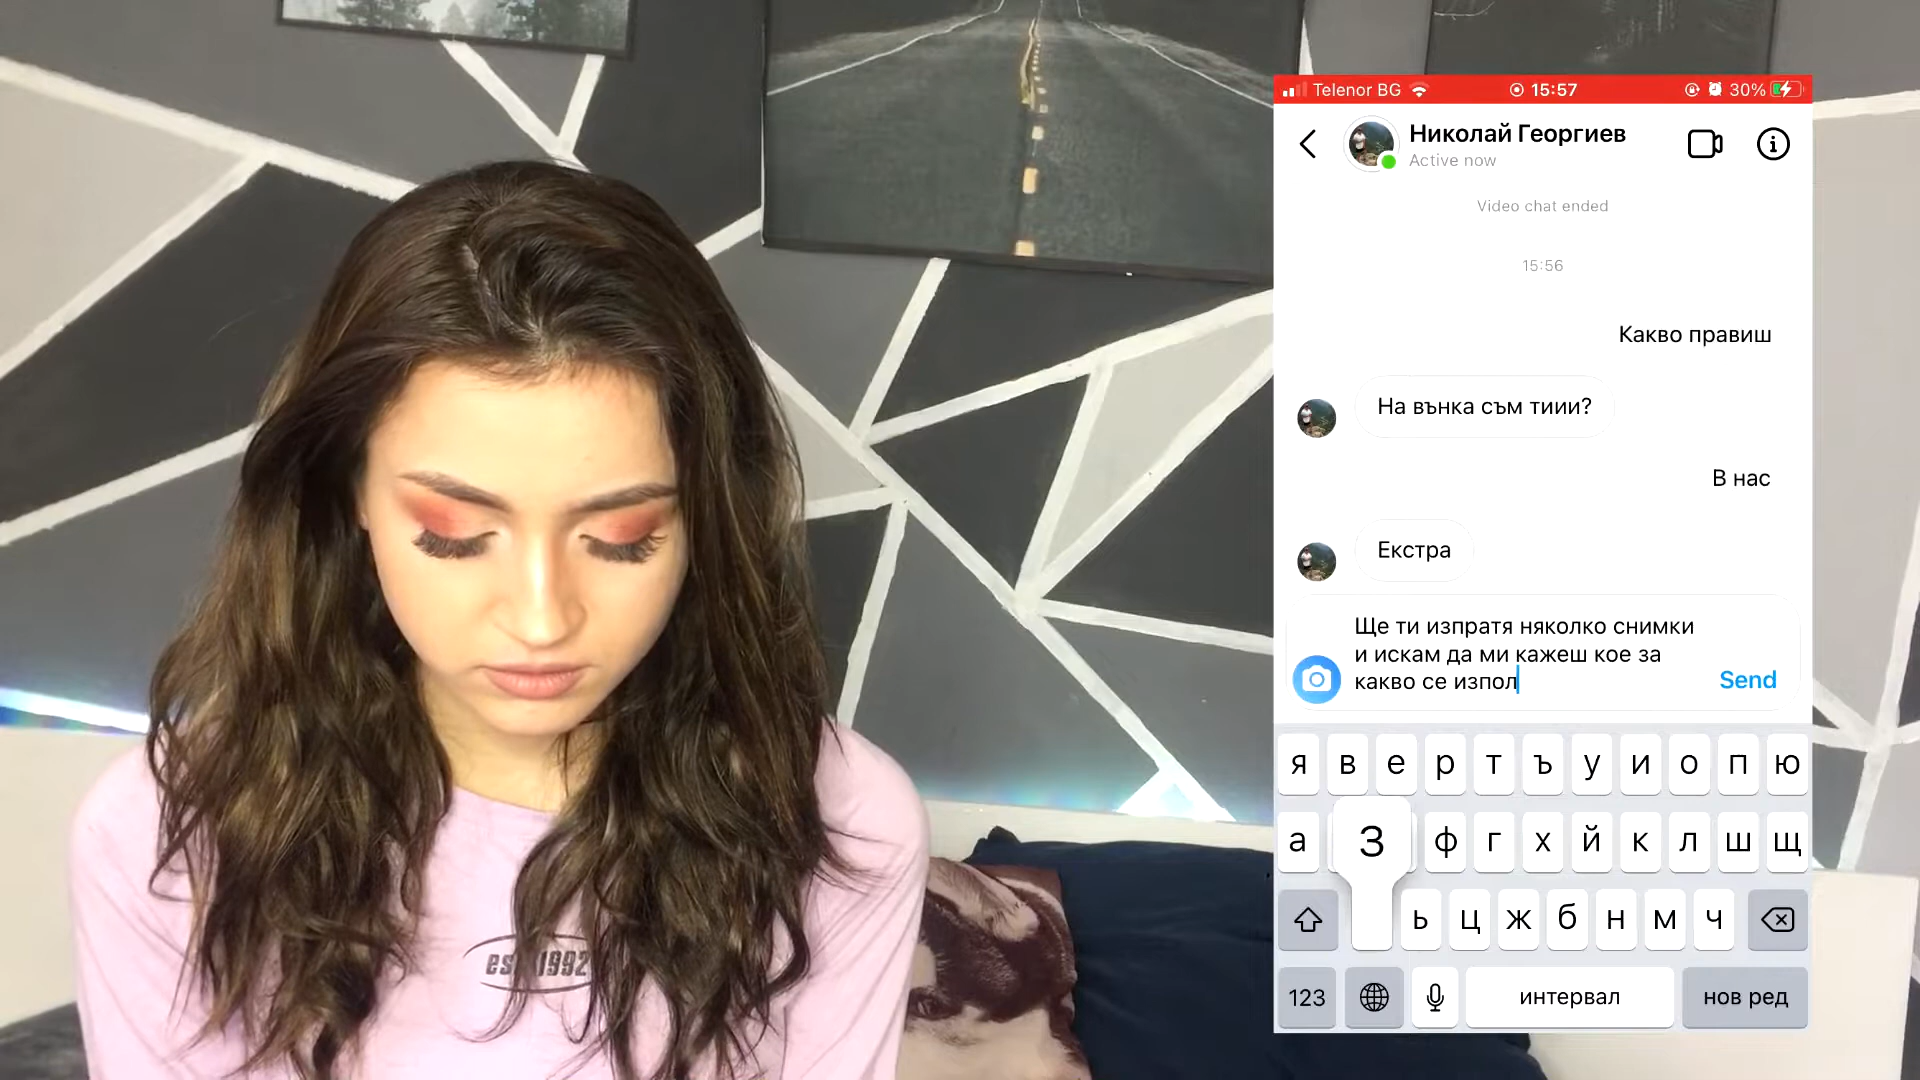 Telenor BG
15:57
30%
Николай Георгиев
Active now
Video chat ended
15:56
Какво правиш
На вънка съм тиии?
В нас
Екстра
Ще ти изпратя няколко снимки
и искам да ми кажеш кое за
какво се изпол
Send
я в е р т ъ у и о п ю
а З ф г х й к л ш щ
ь ц ж б н м ч
123
интервал
нов ред
1992